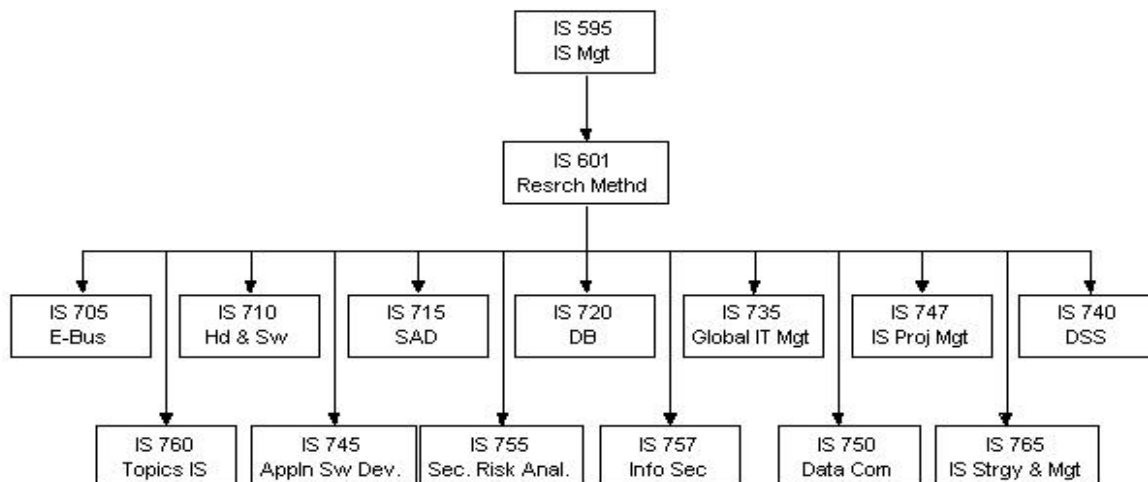 IS 595
IS Mgt
IS 601
Resrch Methd
IS 705
E-Bus
IS 710
Hd & Sw
IS 715
SAD
IS 720
DB
IS 735
Global IT Mgt
IS 747
IS Proj Mgt
IS 740
DSS
IS 760
Topics IS
IS 745
Appln Sw Dev.
IS 755
Sec. Risk Anal.
IS 757
Info Sec
IS 750
Data Com
IS 765
IS Strgy & Mgt